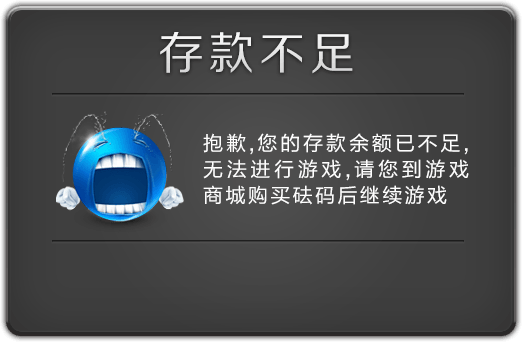 存款不足
抱歉,您的存款余额已不足,
无法进行游戏,请您到游戏
商城购买砝码后继续游戏